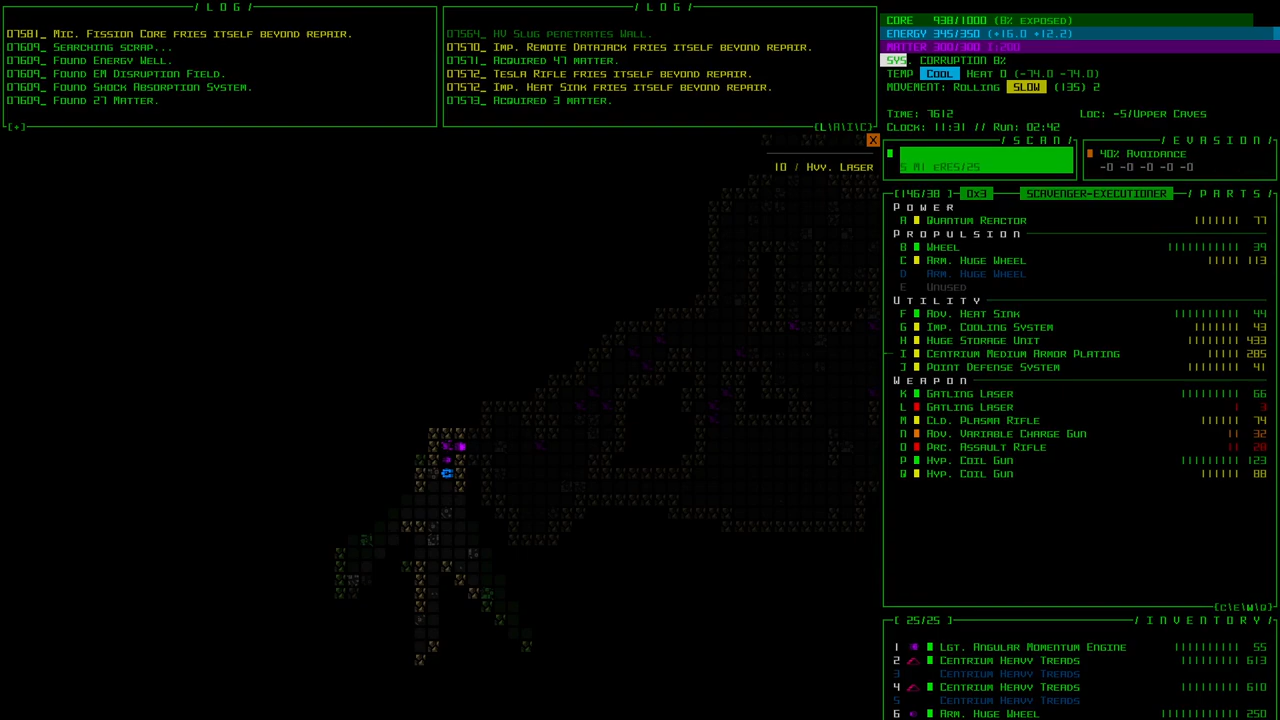 / L O G /
07581_ Mic. Fission Core fries itself beyond repair.
07609_ Searching scrap...
07609_ Found Energy Well.
07609_ Found EM Disruption Field.
07609_ Found Shock Absorption System.
07609_ Found 27 Matter.
[+]
/ L O G /
07564_ HV Slug penetrates Wall.
07570_ Imp. Remote Datajack fries itself beyond repair.
07571_ Acquired 47 matter.
07572_ Tesla Rifle fries itself beyond repair.
07572_ Imp. Heat Sink fries itself beyond repair.
07573_ Acquired 3 matter.
(L\A\I\C)
X
10 / Hvy. Laser
CORE 938/1000 (8% exposed)
ENERGY 345/350 (+16.0 +12.2)
MATTER 300/300
SYS. CORRUPTION 8%
TEMP Cool HEAT 0 (-74.0 -74.0)
MOVEMENT: Rolling SLOW (135) 2
Time: 7612 Loc: -5/Upper Caves
Clock: 11:31 // Run: 02:42
/ S C A N /
/ E V A S I O N /
40% Avoidance
-0 -0 -0 -0 -0
[146/38 ] 0x3 SCAVENGER-EXECUTIONER / P A R T S /
P O W E R
A Quantum Reactor 77
P R O P U L S I O N
B Wheel 39
C Arm. Huge Wheel 113
D Arm. Huge Wheel
E Unused
U T I L I T Y
F Adv. Heat Sink 44
G Imp. Cooling System 43
H Huge Storage Unit 433
I Centrium Medium Armor Plating 285
J Point Defense System 41
W E A P O N
K Gatling Laser 66
L Gatling Laser 3
M Cld. Plasma Rifle 74
N Adv. Variable Charge Gun 32
O Prc. Assault Rifle 20
P Hyp. Coil Gun 123
Q Hyp. Coil Gun 88
(C\E\W\Q)
[ 25/25 ] / I N V E N T O R Y /
1 Lgt. Angular Momentum Engine 55
2 Centrium Heavy Treads 613
3 Centrium Heavy Treads
4 Centrium Heavy Treads 610
5 Centrium Heavy Treads
6 Arm. Huge Wheel 250